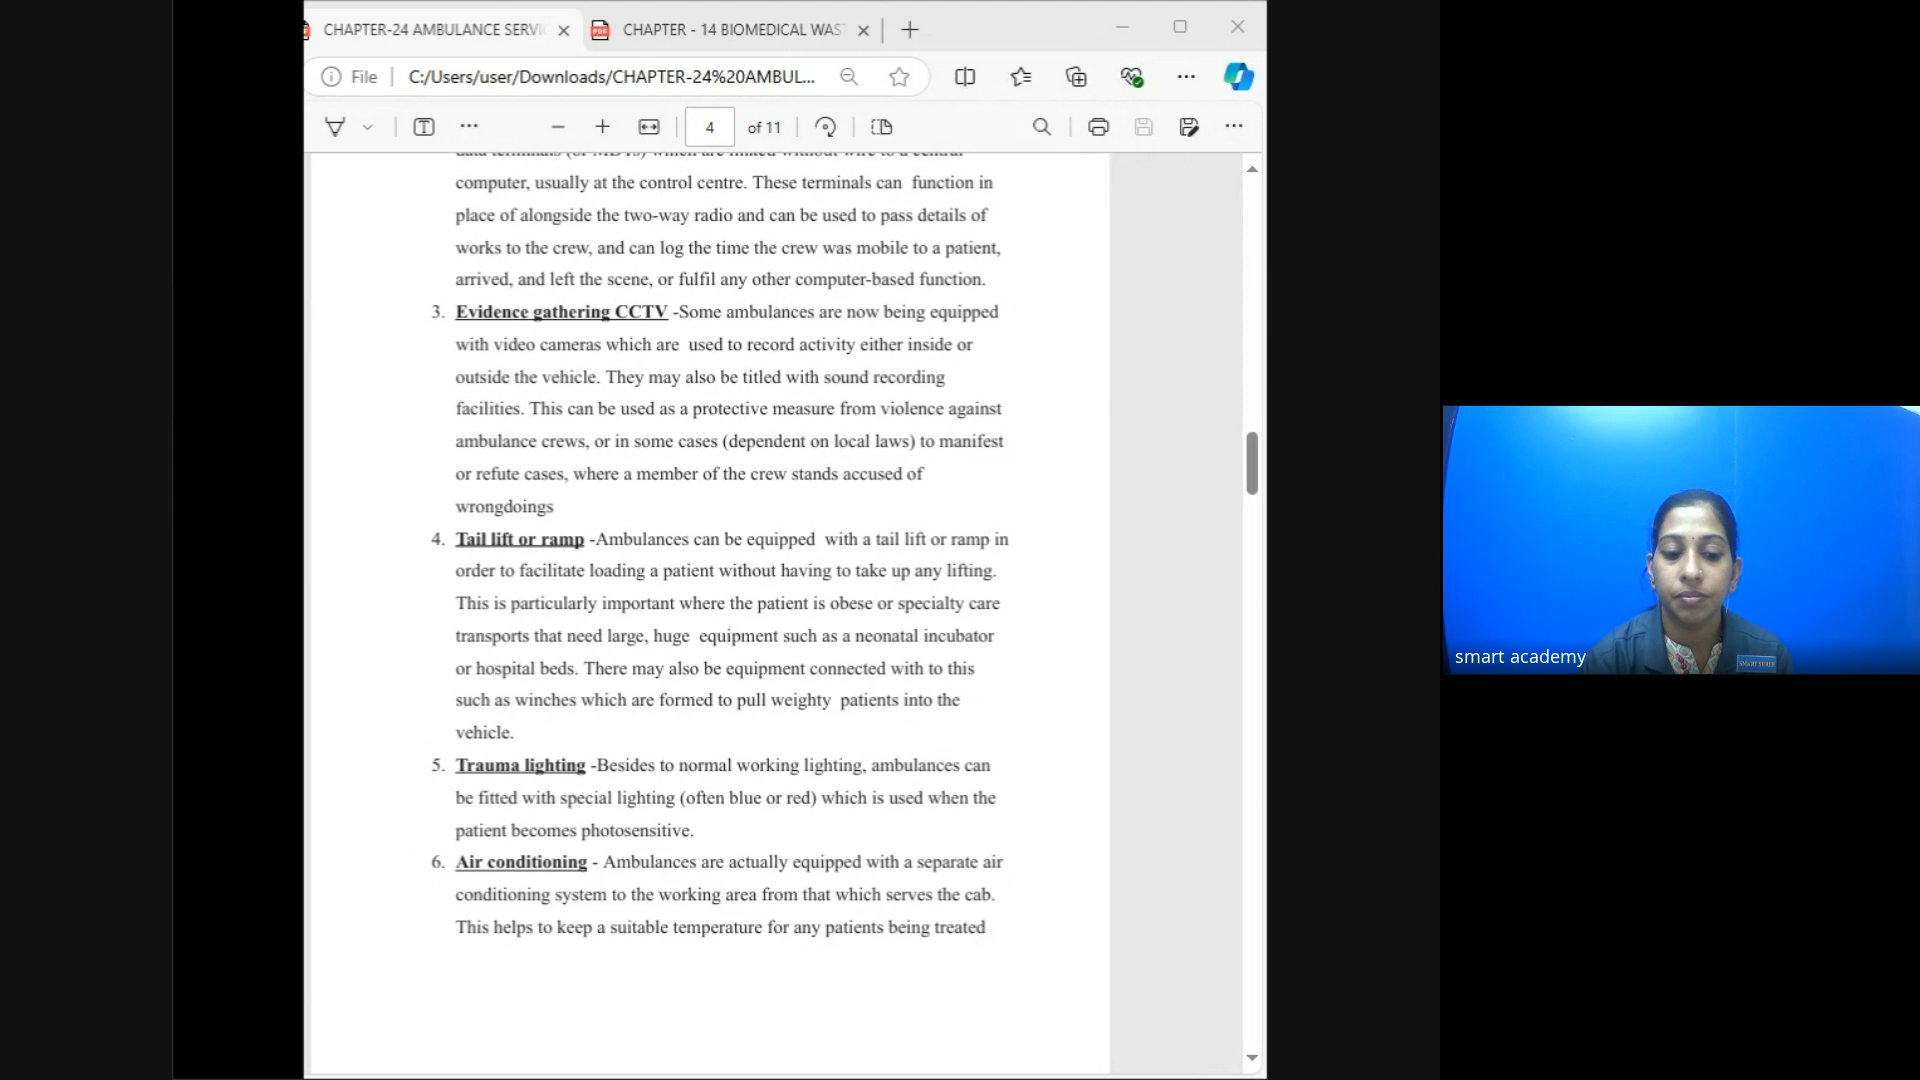 CHAPTER-24 AMBULANCE SERVI
CHAPTER - 14 BIOMEDICAL WAS
File
C:/Users/user/Downloads/CHAPTER-24%20AMBUL...
4 of 11
data terminals (or MDTs) which are linked without wire to a central
computer, usually at the control centre. These terminals can function in
place of alongside the two-way radio and can be used to pass details of
works to the crew, and can log the time the crew was mobile to a patient,
arrived, and left the scene, or fulfil any other computer-based function.
3. Evidence gathering CCTV -Some ambulances are now being equipped
with video cameras which are used to record activity either inside or
outside the vehicle. They may also be titled with sound recording
facilities. This can be used as a protective measure from violence against
ambulance crews, or in some cases (dependent on local laws) to manifest
or refute cases, where a member of the crew stands accused of
wrongdoings
4. Tail lift or ramp -Ambulances can be equipped with a tail lift or ramp in
order to facilitate loading a patient without having to take up any lifting.
This is particularly important where the patient is obese or specialty care
transports that need large, huge equipment such as a neonatal incubator
or hospital beds. There may also be equipment connected with to this
such as winches which are formed to pull weighty patients into the
vehicle.
5. Trauma lighting -Besides to normal working lighting, ambulances can
be fitted with special lighting (often blue or red) which is used when the
patient becomes photosensitive.
6. Air conditioning - Ambulances are actually equipped with a separate air
conditioning system to the working area from that which serves the cab.
This helps to keep a suitable temperature for any patients being treated
smart academy